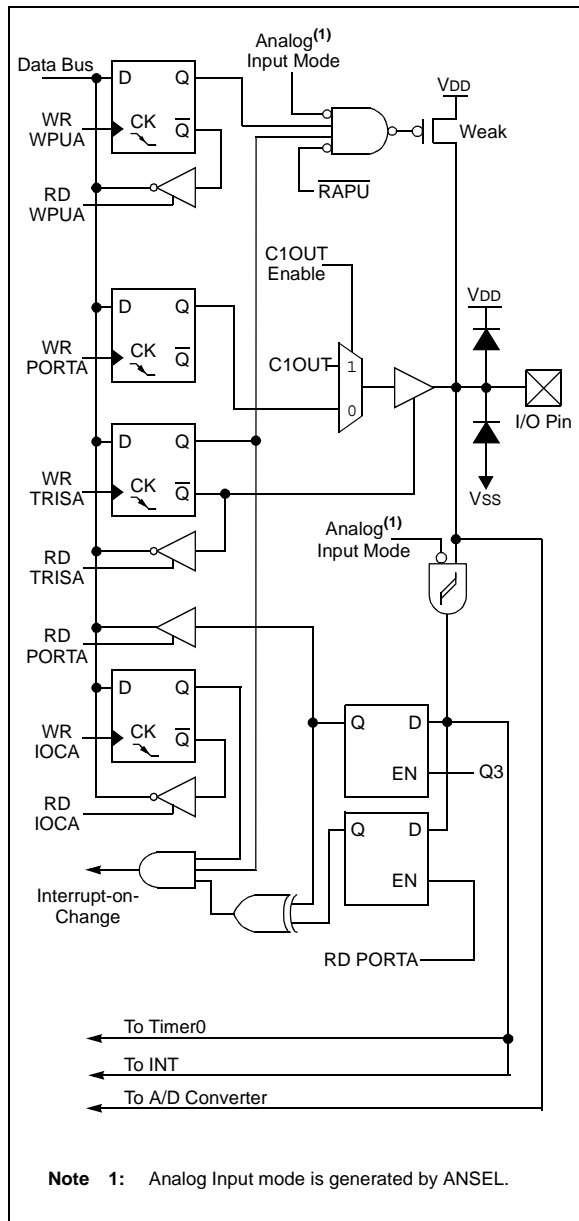 Analog(1)
Input Mode
Data Bus
D Q
VDD
WR
WPUA
CK
Q
Weak
RAPU
RD
WPUA
C1OUT
Enable
D Q
VDD
WR
PORTA
CK
Q
C1OUT
1
0
I/O Pin
D Q
WR
TRISA
CK
Q
VSS
Analog(1)
Input Mode
RD
TRISA
RD
PORTA
D Q
Q D
WR
IOCA
CK
Q
EN
Q3
RD
IOCA
Q D
EN
Interrupt-on-
Change
RD PORTA
To Timer0
To INT
To A/D Converter
Note 1: Analog Input mode is generated by ANSEL.